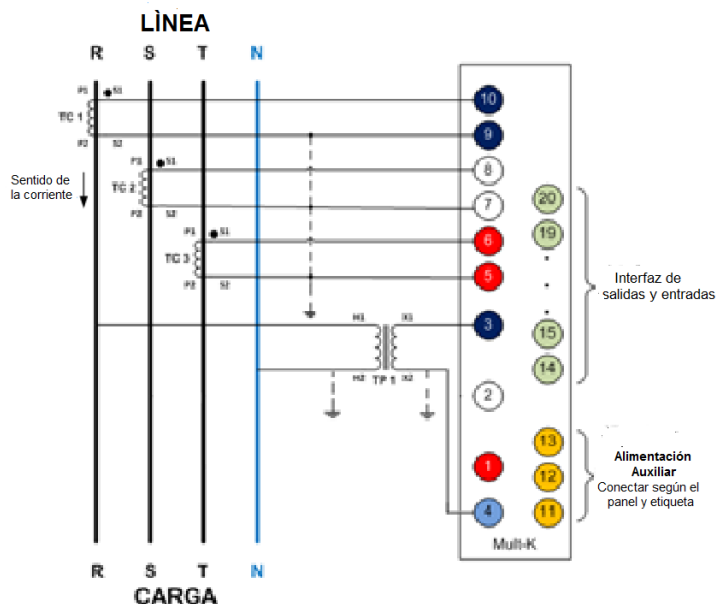 LÌNEA
R S T N
P1 S1
TC 1
P2 S2
10
9
Sentido de
la corriente
P1 S1
TC 2
P2 S2
8
7
P1 S1
TC 3
P2 S2
6
5
20
19
Interfaz de
salidas y entradas
15
14
H1 X1
H2 TP 1 X2
3
2
1
4
13
12
11
Alimentación
Auxiliar
Conectar según el
panel y etiqueta
Mult-K
R S T N
CARGA